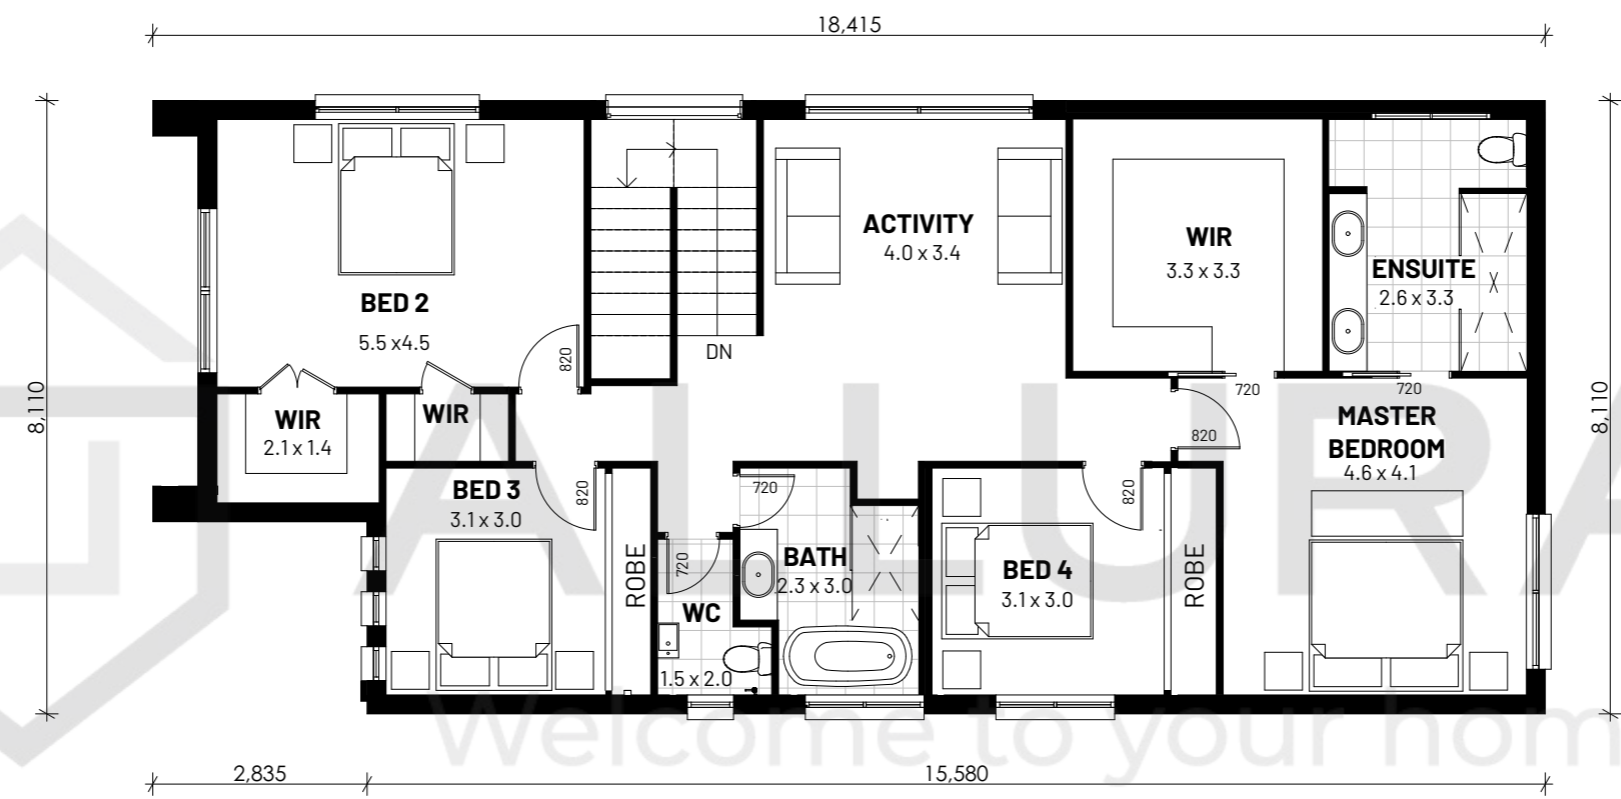 18,415
8,110
8,110
BED 2
5.5 x4.5
820
DN
ACTIVITY
4.0 x 3.4
WIR
3.3 x 3.3
ENSUITE
2.6 x 3.3
720
720
820
WIR
2.1 x 1.4
WIR
MASTER
BEDROOM
4.6 x 4.1
BED 3
3.1 x 3.0
820
ROBE
720
WC
1.5 x 2.0
720
BATH
2.3 x 3.0
BED 4
3.1 x 3.0
820
ROBE
ALLURA
Welcome to your hom
2,835
15,580